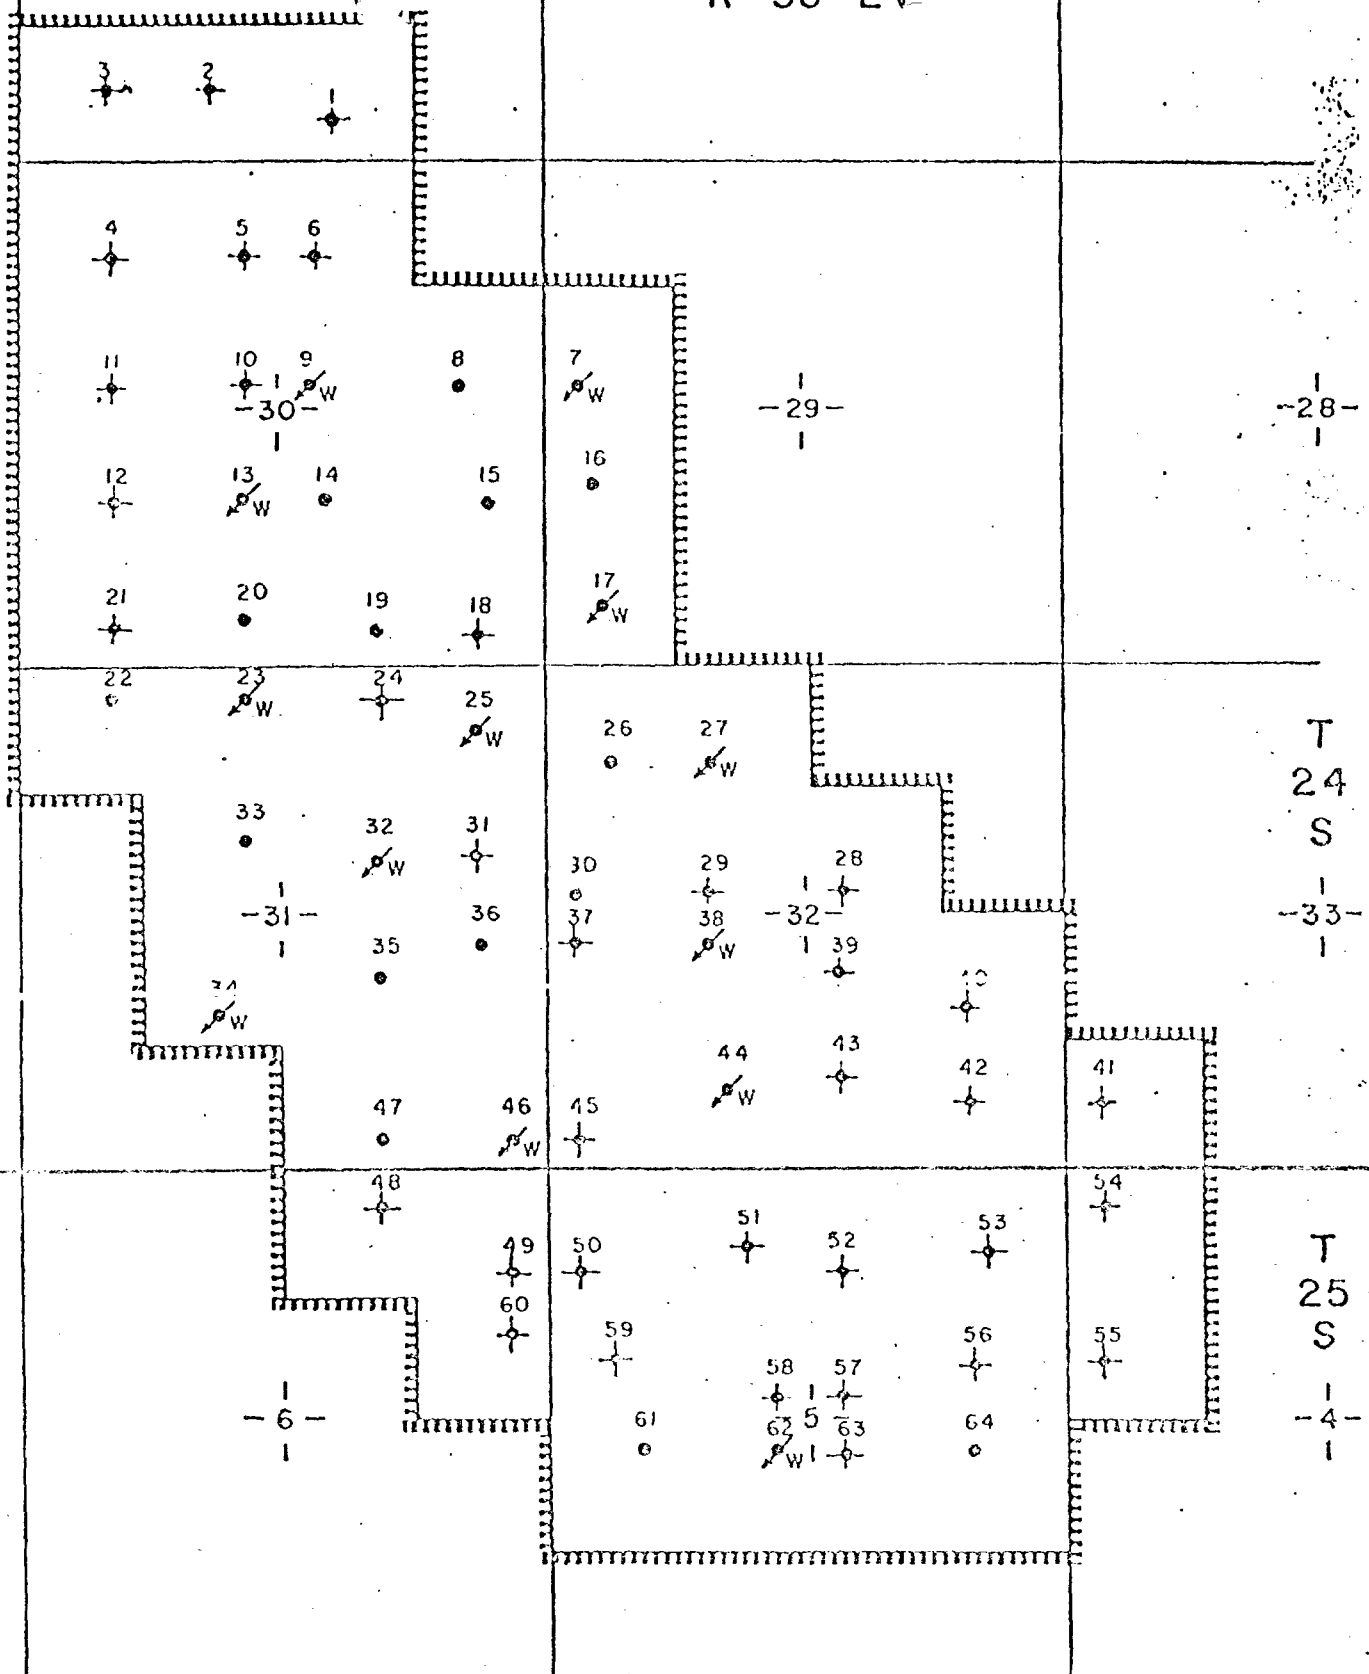 3 2 1
4 5 6
11 10 9 W 8 7 W
-30- -29- -28-
12 13 W 14 15 16
21 20 19 18 17 W
22 23 W 24 25 W 26 27 W
T
24
S
33 32 W 31 30 29 28
-31- 36 37 38 W -32- -33-
34 W 35 39
44 W 43 42 41
47 46 W 45
48 54
49 50 51 52 53
T
25
S
60 59 58 57 56 55
-6- 61 62 W 5- 63 64 -4-